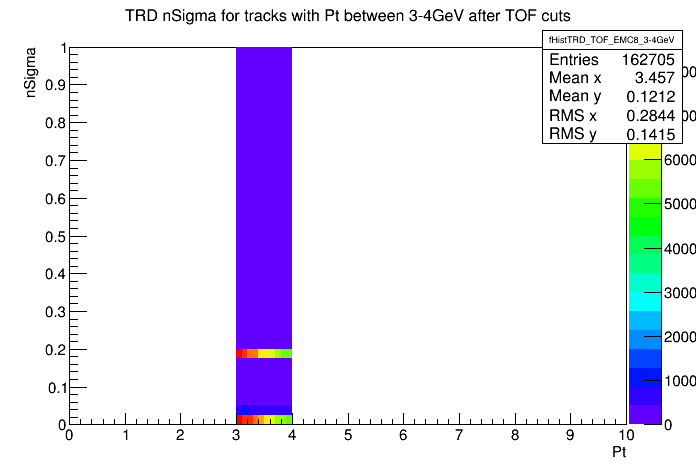 TRD nSigma for tracks with Pt between 3-4GeV after TOF cuts
fHistTRD_TOF_EMC8_3-4GeV
Entries 162705
Mean x 3.457
Mean y 0.1212
RMS x 0.2844
RMS y 0.1415
nSigma
1
0.9
0.8
0.7
0.6
0.5
0.4
0.3
0.2
0.1
0
0 1 2 3 4 5 6 7 8 9 10
Pt
6000
5000
4000
3000
2000
1000
0